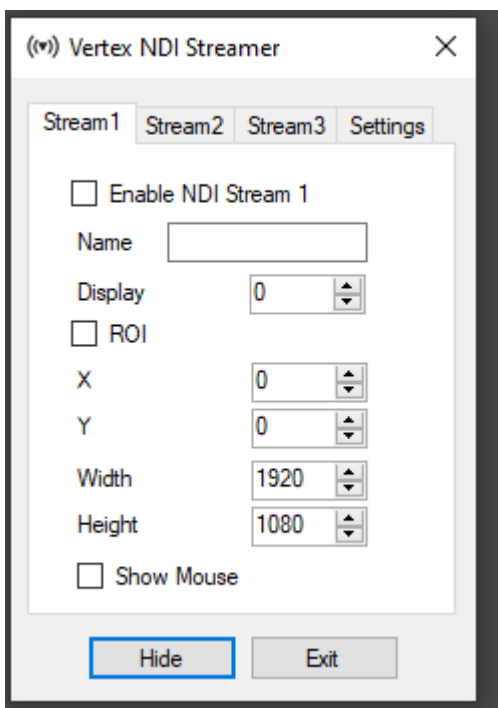 Vertex NDI Streamer
Stream1 Stream2 Stream3 Settings
Enable NDI Stream 1
Name
Display 0
ROI
X 0
Y 0
Width 1920
Height 1080
Show Mouse
Hide Exit